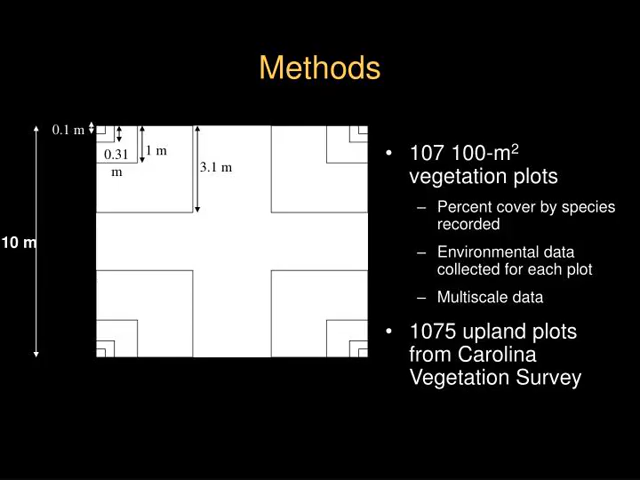 Methods
0.1 m
0.31
m
1 m
3.1 m
10 m
• 107 100-m²
vegetation plots
– Percent cover by species
recorded
– Environmental data
collected for each plot
– Multiscale data
• 1075 upland plots
from Carolina
Vegetation Survey